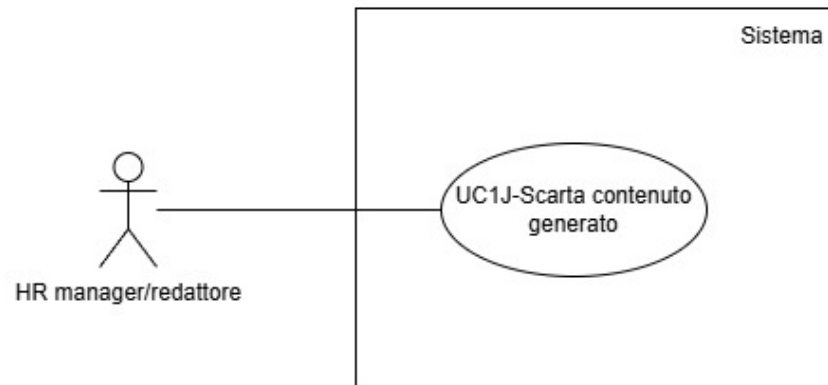 Sistema
UC1J-Scarta contenuto
generato
HR manager/redattore